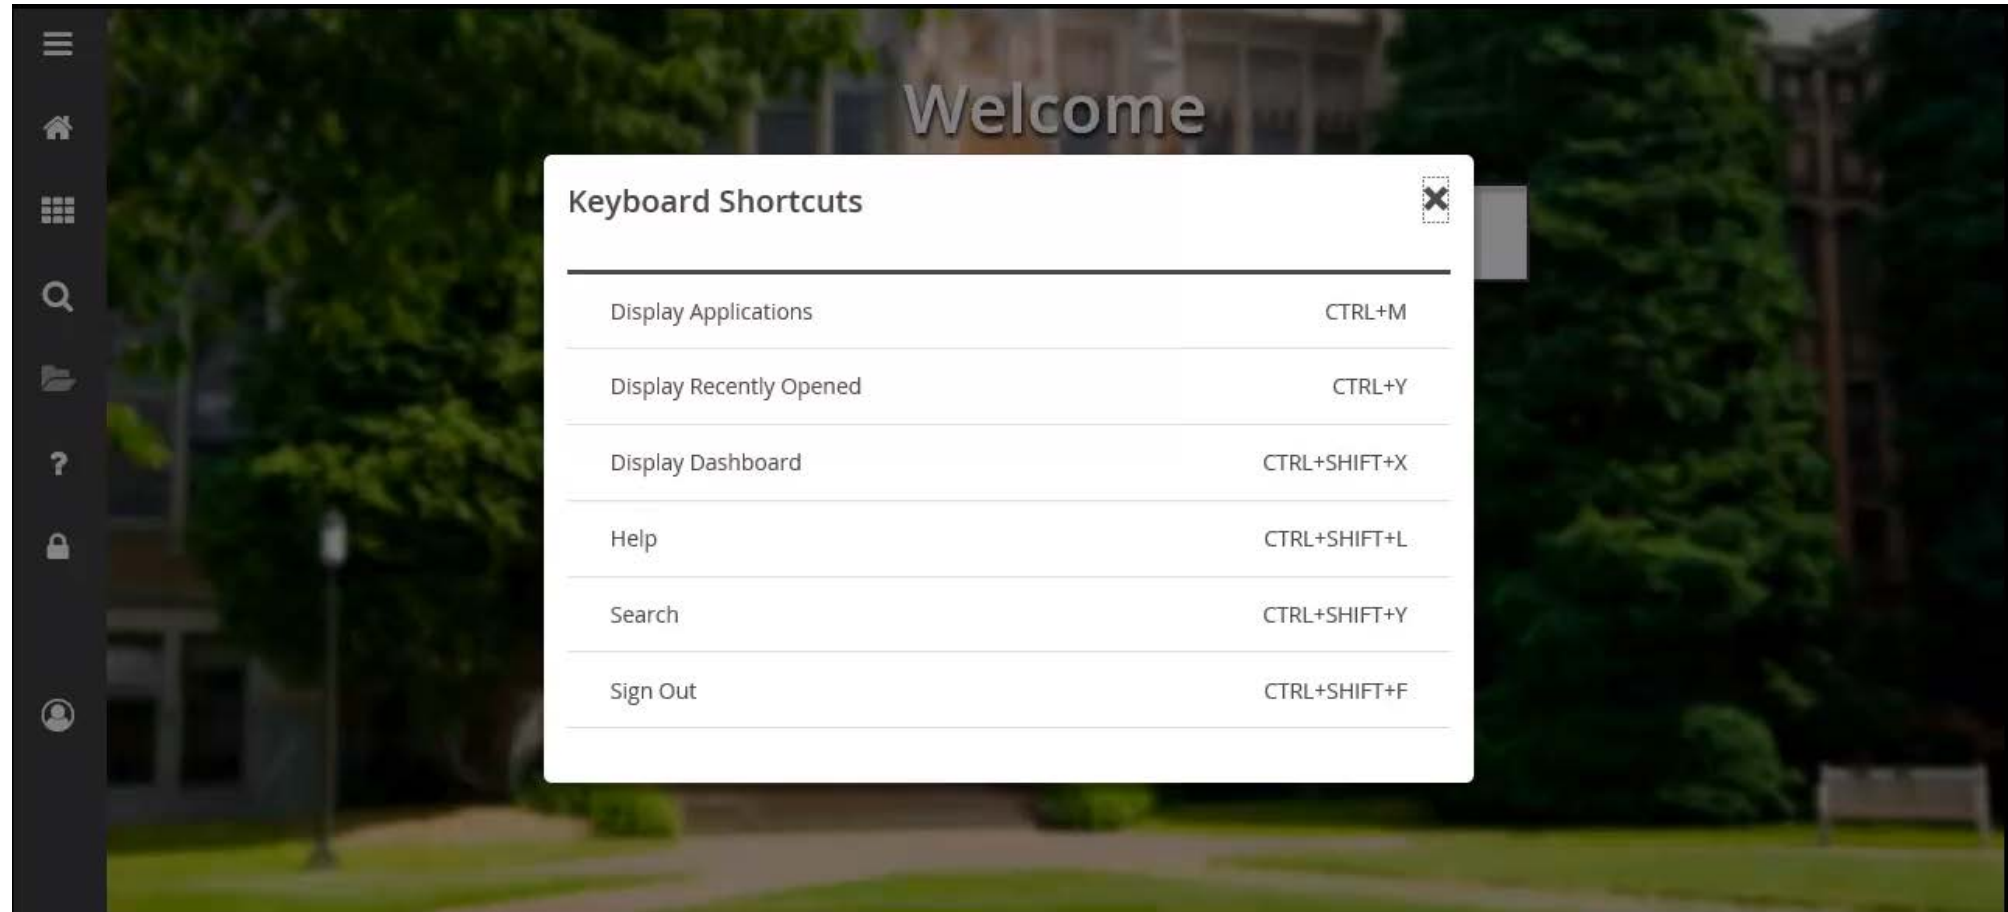 Welcome
Keyboard Shortcuts
Display Applications CTRL+M
Display Recently Opened CTRL+Y
Display Dashboard CTRL+SHIFT+X
Help CTRL+SHIFT+L
Search CTRL+SHIFT+Y
Sign Out CTRL+SHIFT+F